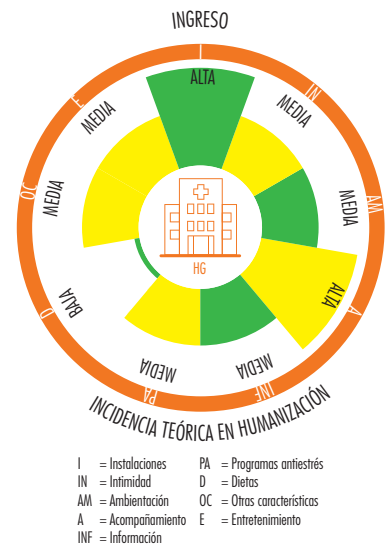 INGRESO
I
ALTA
IN
MEDIA
AM
MEDIA
A
ALTA
INF
MEDIA
PA
MEDIA
D
BAJA
OC
MEDIA
E
MEDIA
HG
INCIDENCIA TEÓRICA EN HUMANIZACIÓN
I = Instalaciones
IN = Intimidad
AM = Ambientación
A = Acompañamiento
INF = Información
PA = Programas antiestrés
D = Dietas
OC = Otras características
E = Entretenimiento